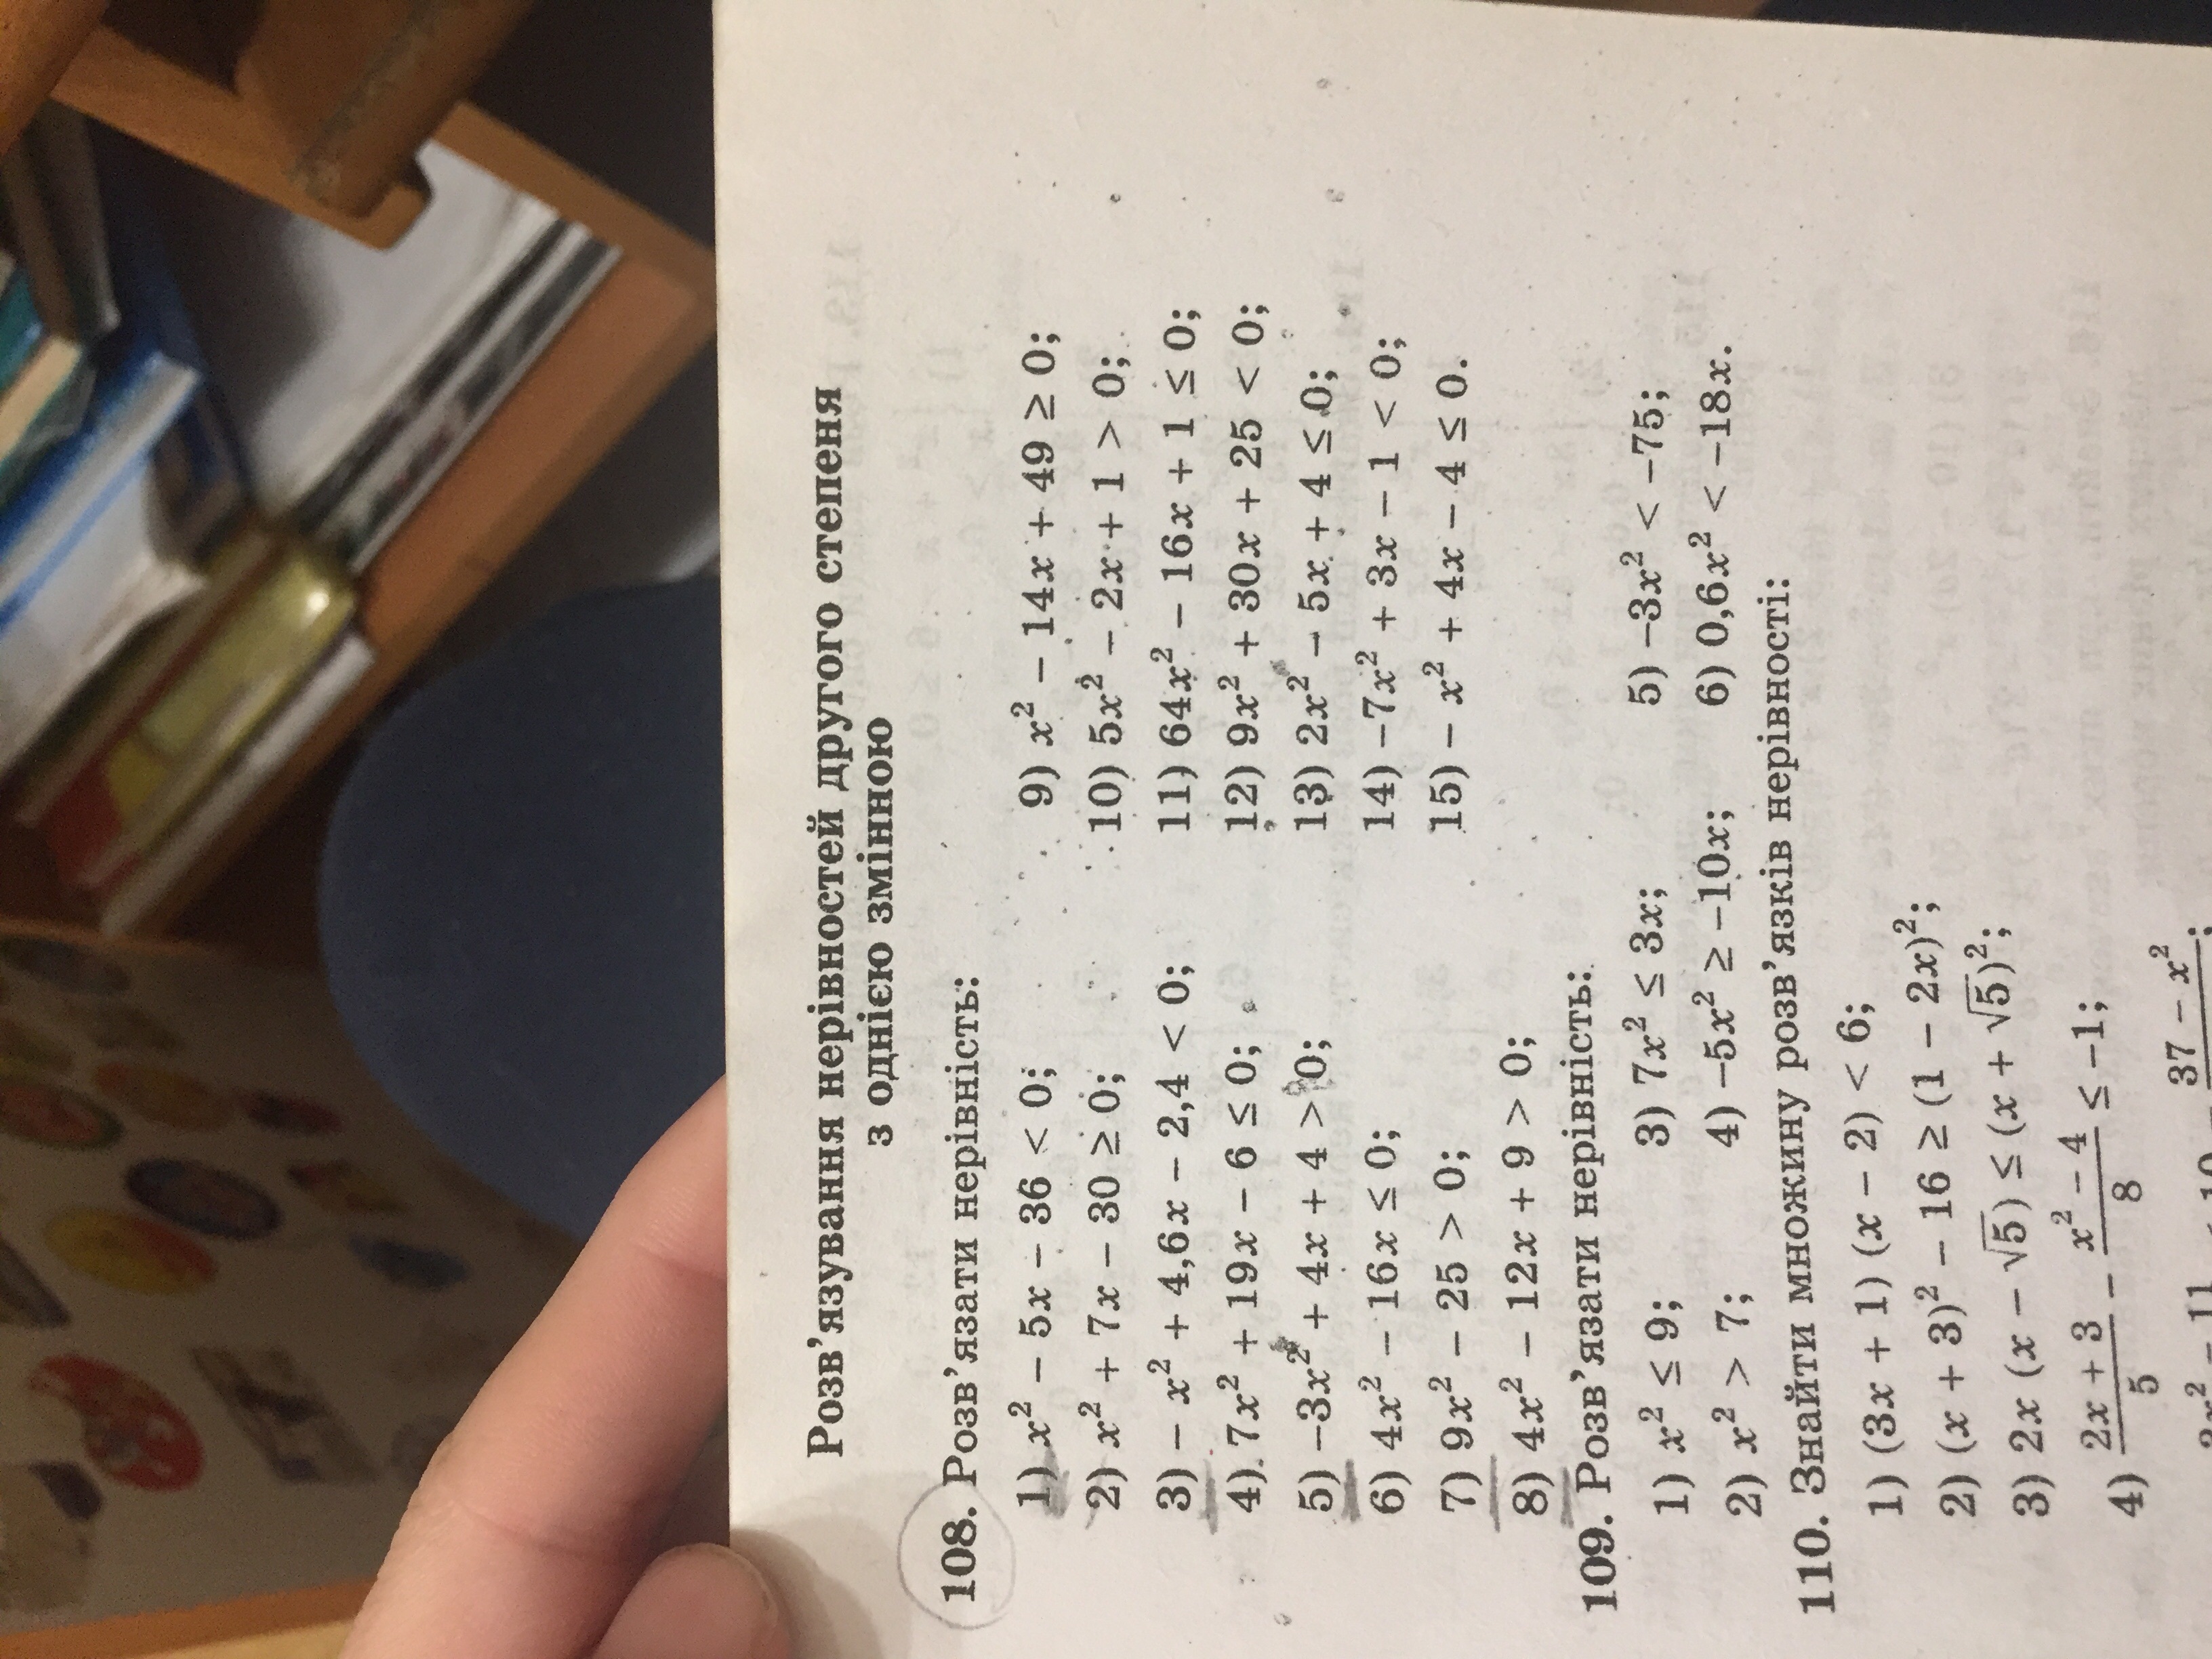 Розв'язування нерівностей другого степеня
з однією змінною
108. Розв'язати нерівність:
1) x² − 5x − 36 < 0;
2) x² + 7x − 30 ≥ 0;
3) − x² + 4,6x − 2,4 < 0;
4) 7x² + 19x − 6 ≤ 0;
5) −3x² + 4x + 4 > 0;
6) 4x² − 16x ≤ 0;
7) 9x² − 25 > 0;
8) 4x² − 12x + 9 > 0;
9) x² − 14x + 49 ≥ 0;
10) 5x² − 2x + 1 > 0;
11) 64x² − 16x + 1 ≤ 0;
12) 9x² + 30x + 25 < 0;
13) 2x² − 5x + 4 ≤ 0;
14) −7x² + 3x − 1 < 0;
15) − x² + 4x − 4 ≤ 0.
109. Розв'язати нерівність:
1) x² ≤ 9;
2) x² > 7;
3) 7x² ≤ 3x;
4) −5x² ≥ −10x;
5) −3x² < −75;
6) 0,6x² < −18x.
110. Знайти множину розв'язків нерівності:
1) (3x + 1) (x − 2) < 6;
2) (x + 3)² − 16 ≥ (1 − 2x)²;
3) 2x (x − √5) ≤ (x + √5)²;
4) (2x + 3)/5 − (x² − 4)/8 ≤ −1;
37 − x²